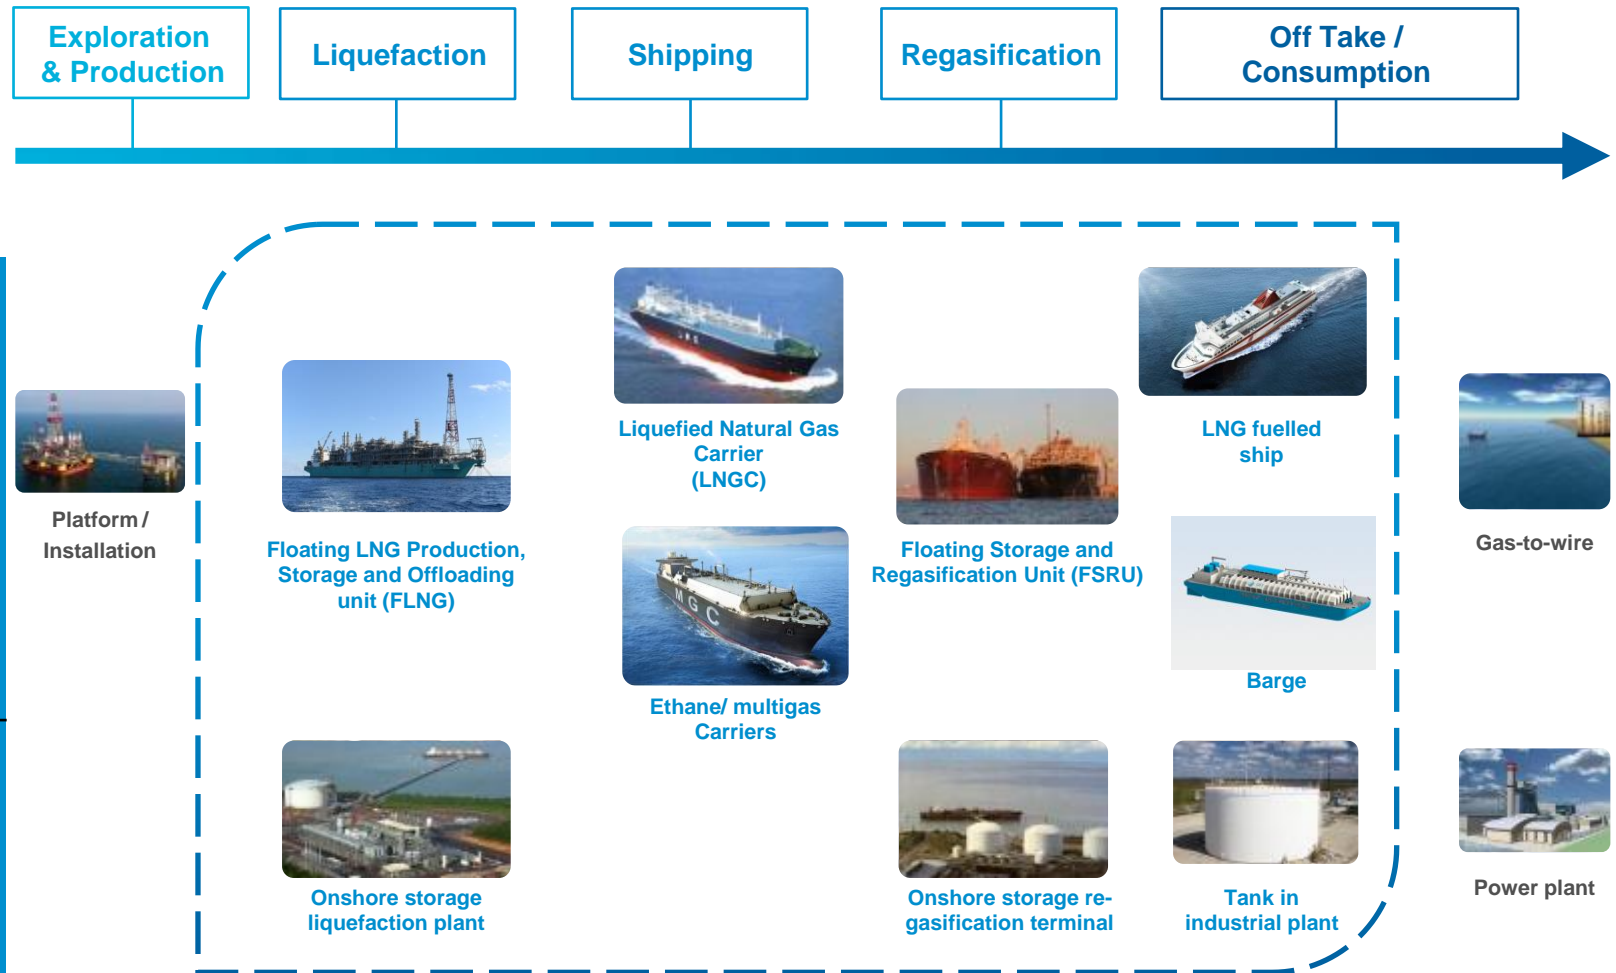 Exploration
& Production
Liquefaction
Shipping
Regasification
Off Take /
Consumption
Platform /
Installation
Floating LNG Production,
Storage and Offloading
unit (FLNG)
Onshore storage
liquefaction plant
Liquefied Natural Gas
Carrier
(LNGC)
MGC
Ethane/ multigas
Carriers
Floating Storage and
Regasification Unit (FSRU)
Onshore storage re-
gasification terminal
LNG fuelled
ship
Barge
Tank in
industrial plant
Gas-to-wire
Power plant